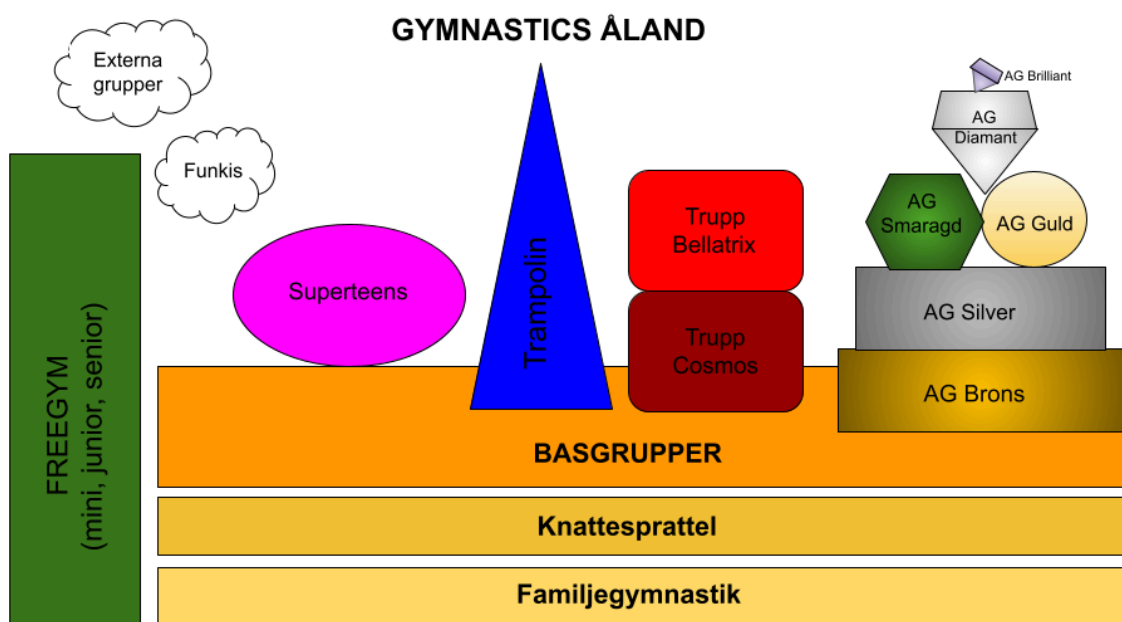 GYMNASTICS ÅLAND
Externa
grupper
Funkis
FREEGYM
(mini, junior, senior)
Superteens
Trampolin
Trupp
Bellatrix
Trupp
Cosmos
AG Brilliant
AG
Diamant
AG
Smaragd
AG Guld
AG Silver
AG Brons
BASGRUPPER
Knattesprattel
Familjegymnastik